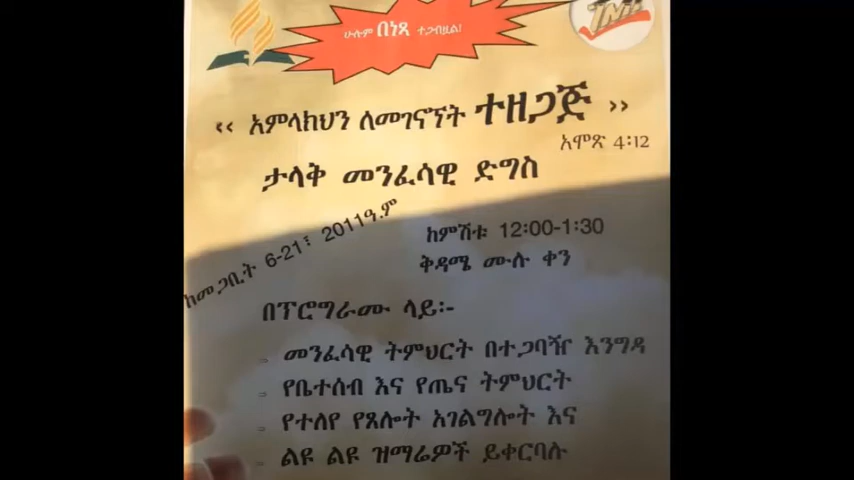 ሁሉም በነጻ ተጋብዟል!
TMI
‹‹ አምላክህን ለመገናኘት ተዘጋጅ ››
አሞጽ 4፡12
ታላቅ መንፈሳዊ ድግስ
ከመጋቢት 6-21፣ 2011ዓ.ም
ከምሽቱ 12፡00-1፡30
ቅዳሜ ሙሉ ቀን
በፕሮግራሙ ላይ፡-
መንፈሳዊ ትምህርት በተጋባዥ እንግዳ
የቤተሰብ እና የጤና ትምህርት
የተለየ የጸሎት አገልግሎት እና
ልዩ ልዩ ዝማሬዎች ይቀርባሉ